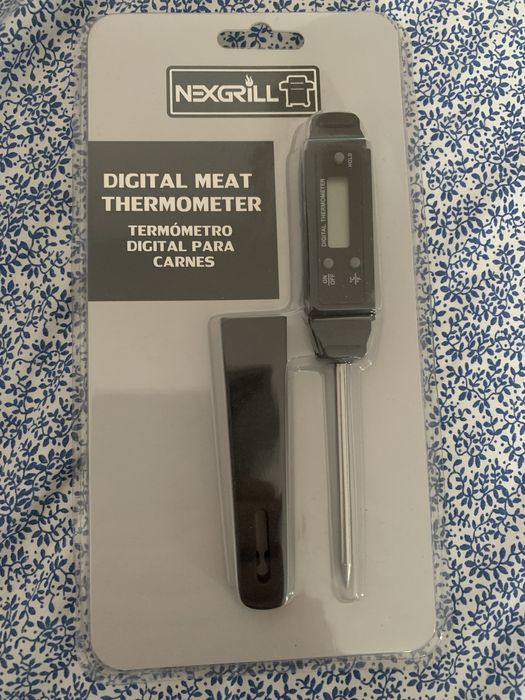 NEXGRILL
DIGITAL MEAT
THERMOMETER
TERMÓMETRO
DIGITAL PARA
CARNES
HOLD
DIGITAL THERMOMETER
ON
OFF